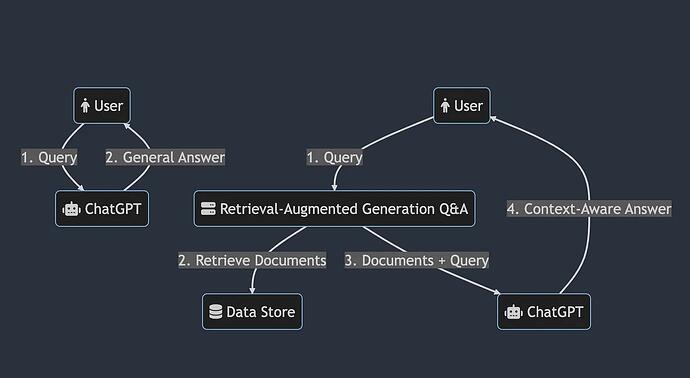 User
User
1. Query
2. General Answer
1. Query
ChatGPT
Retrieval-Augmented Generation Q&A
4. Context-Aware Answer
2. Retrieve Documents
3. Documents + Query
Data Store
ChatGPT